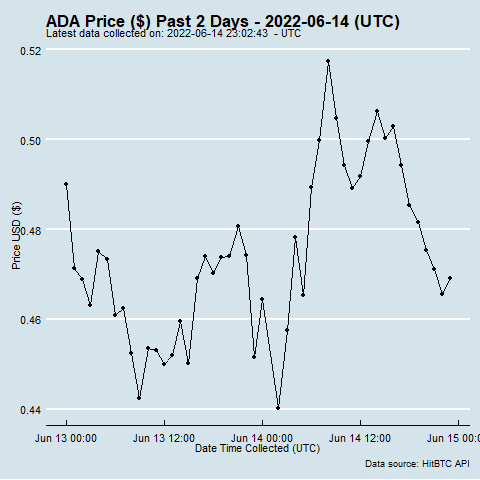 ADA Price ($) Past 2 Days - 2022-06-14 (UTC)
Latest data collected on: 2022-06-14 23:02:43 - UTC
0.52
0.50
0.48
0.46
0.44
Price USD ($)
Jun 13 00:00 Jun 13 12:00 Jun 14 00:00 Jun 14 12:00 Jun 15 00:0
Date Time Collected (UTC)
Data source: HitBTC API